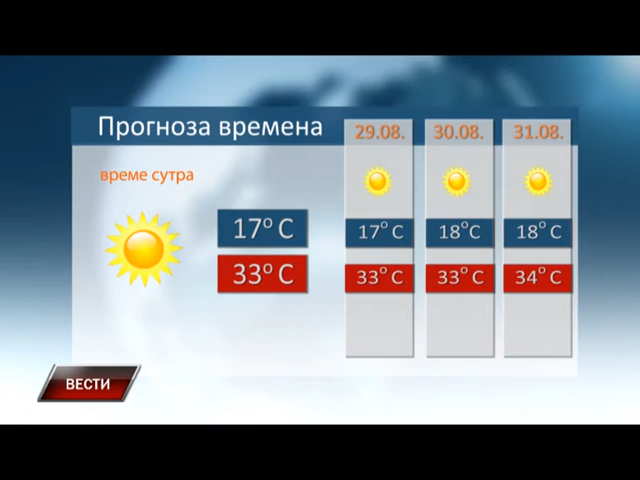 Прогноза времена
време сутра
17° C
33° C
29.08. 30.08. 31.08.
17° C 18° C 18° C
33° C 33° C 34° C
ВЕСТИ